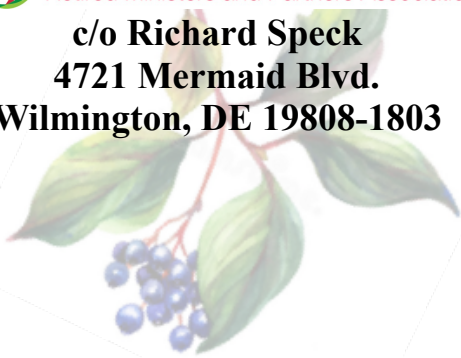 c/o Richard Speck
4721 Mermaid Blvd.
Wilmington, DE 19808-1803